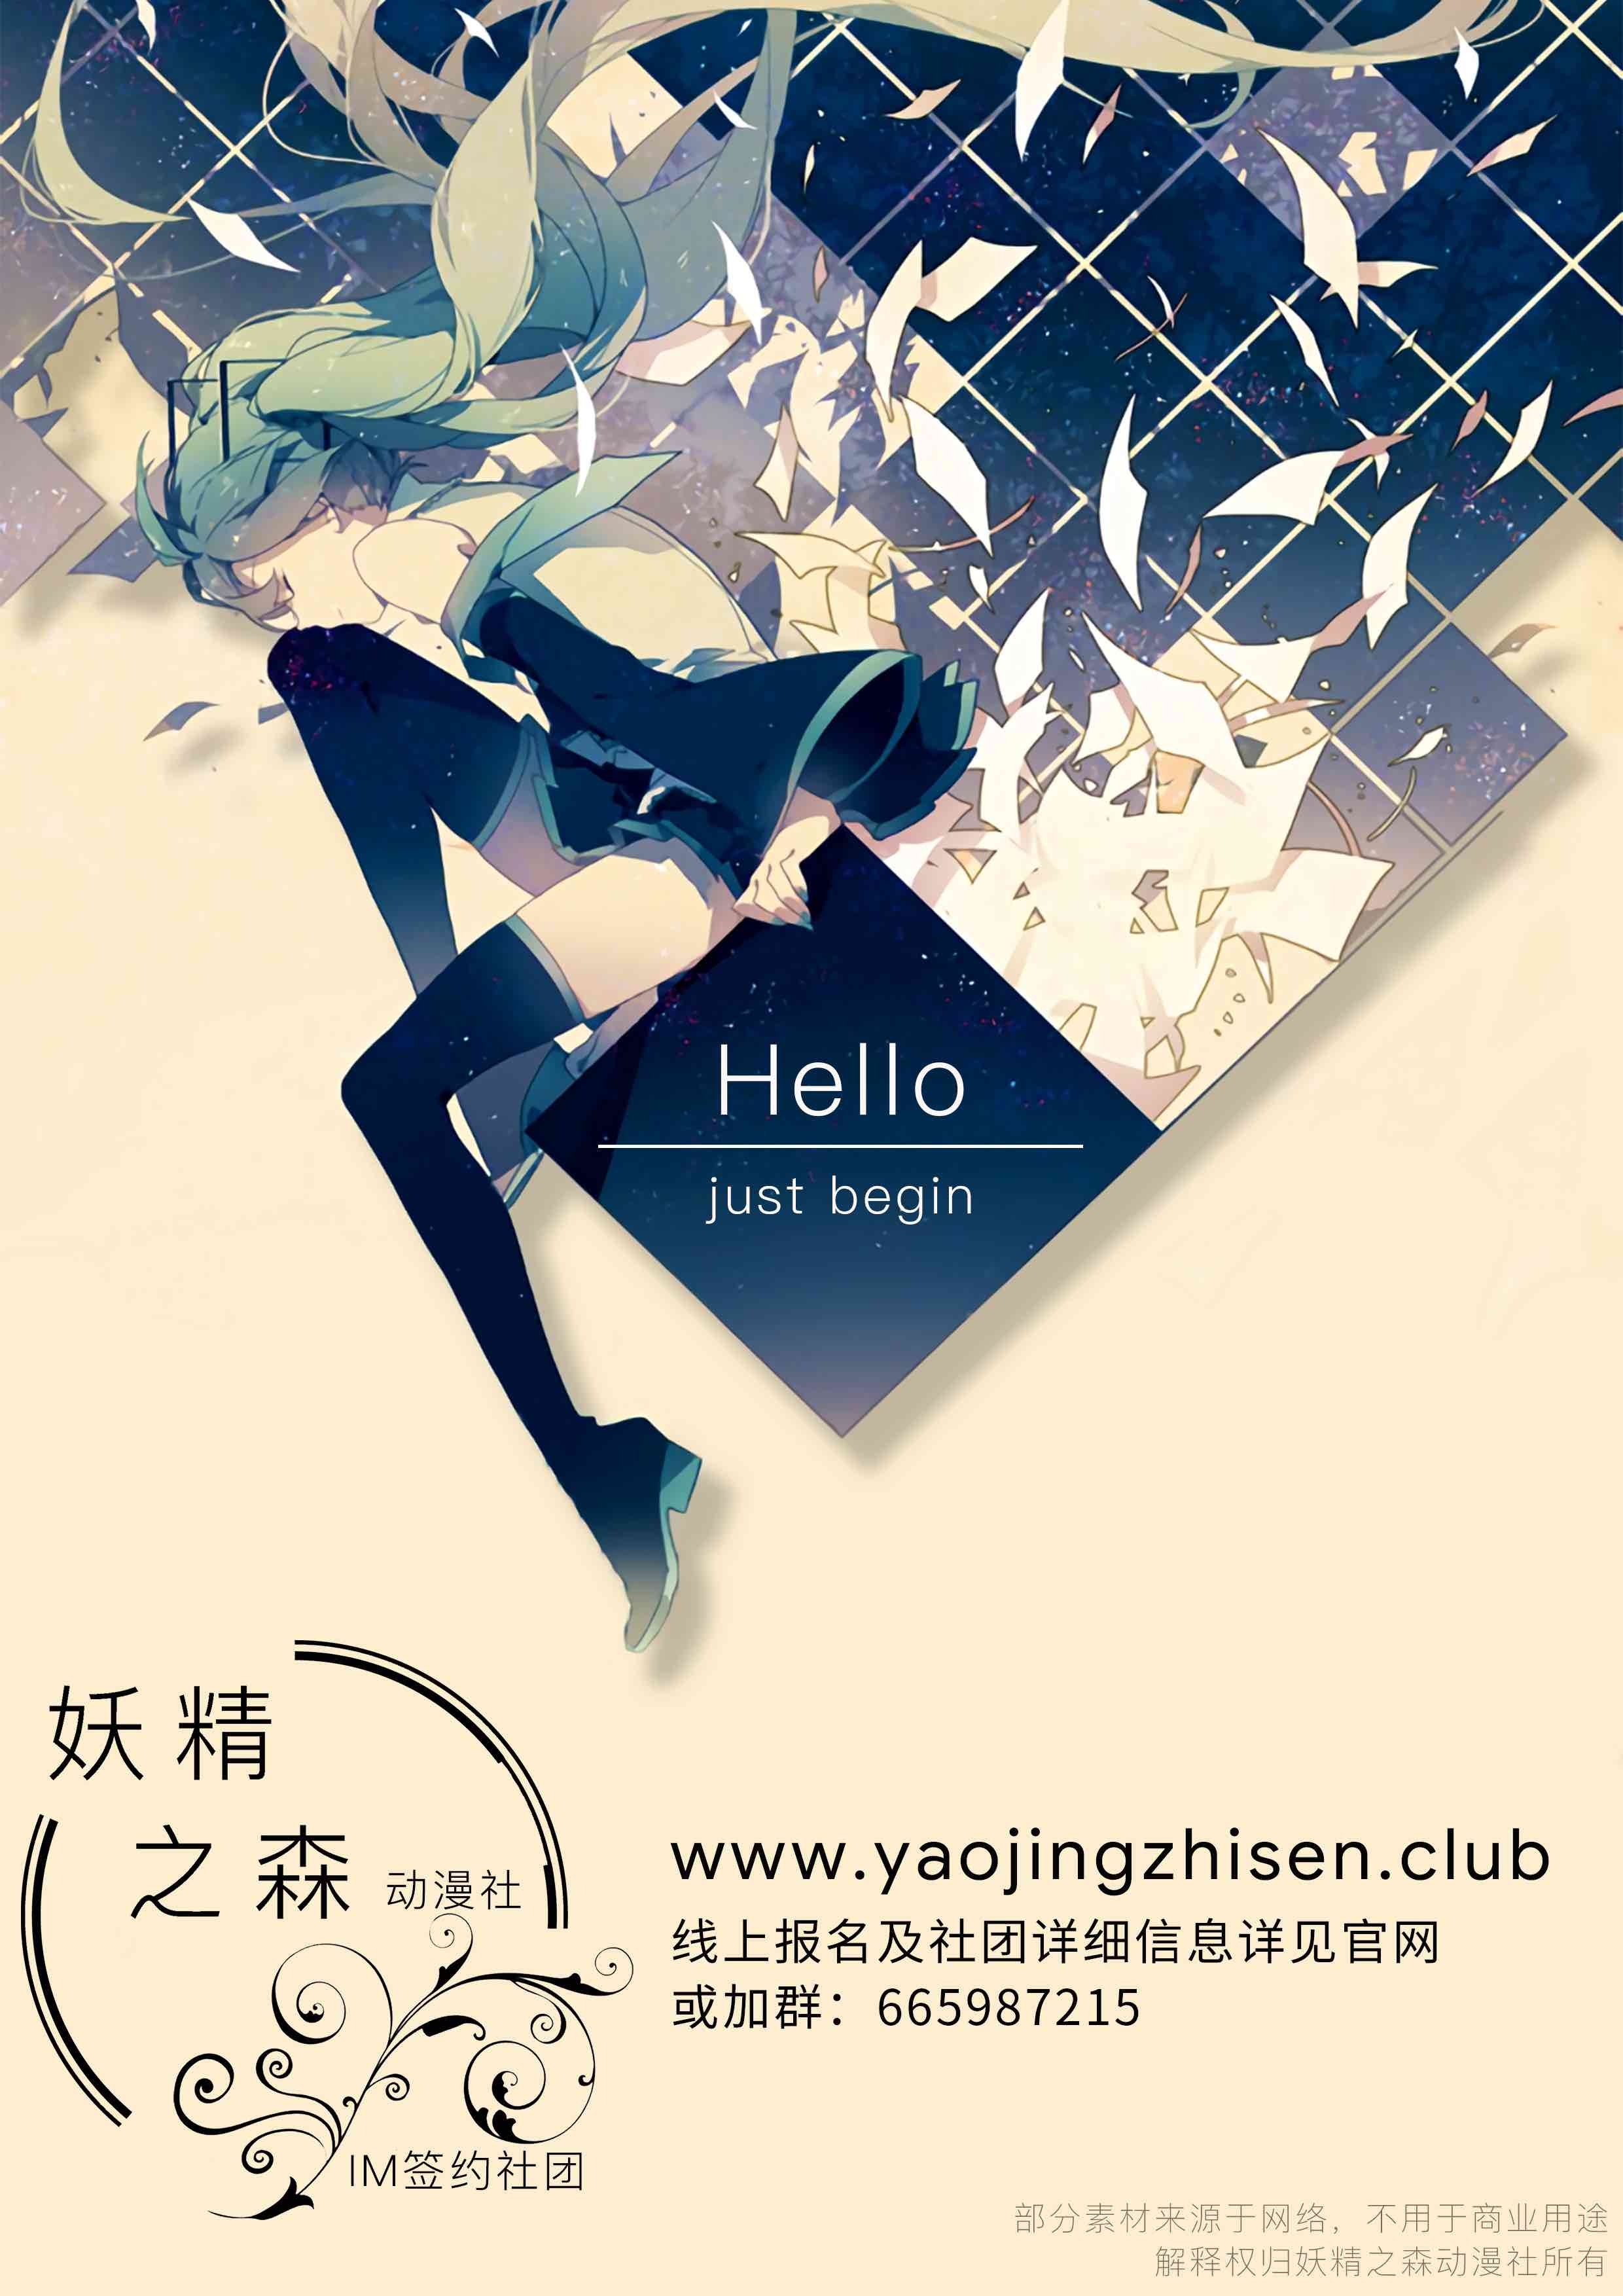 Hello
just begin
妖精
之森 动漫社
IM签约社团
www.yaojingzhisen.club
线上报名及社团详细信息详见官网
或加群：665987215
部分素材来源于网络，不用于商业用途
解释权归妖精之森动漫社所有